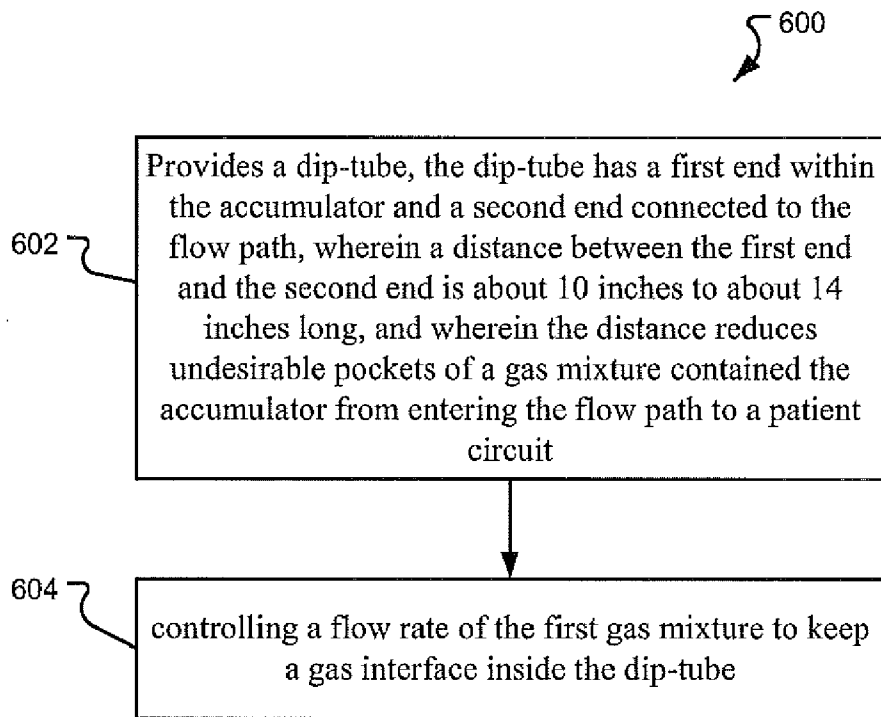 600
602
Provides a dip-tube, the dip-tube has a first end within
the accumulator and a second end connected to the
flow path, wherein a distance between the first end
and the second end is about 10 inches to about 14
inches long, and wherein the distance reduces
undesirable pockets of a gas mixture contained the
accumulator from entering the flow path to a patient
circuit
604
controlling a flow rate of the first gas mixture to keep
a gas interface inside the dip-tube